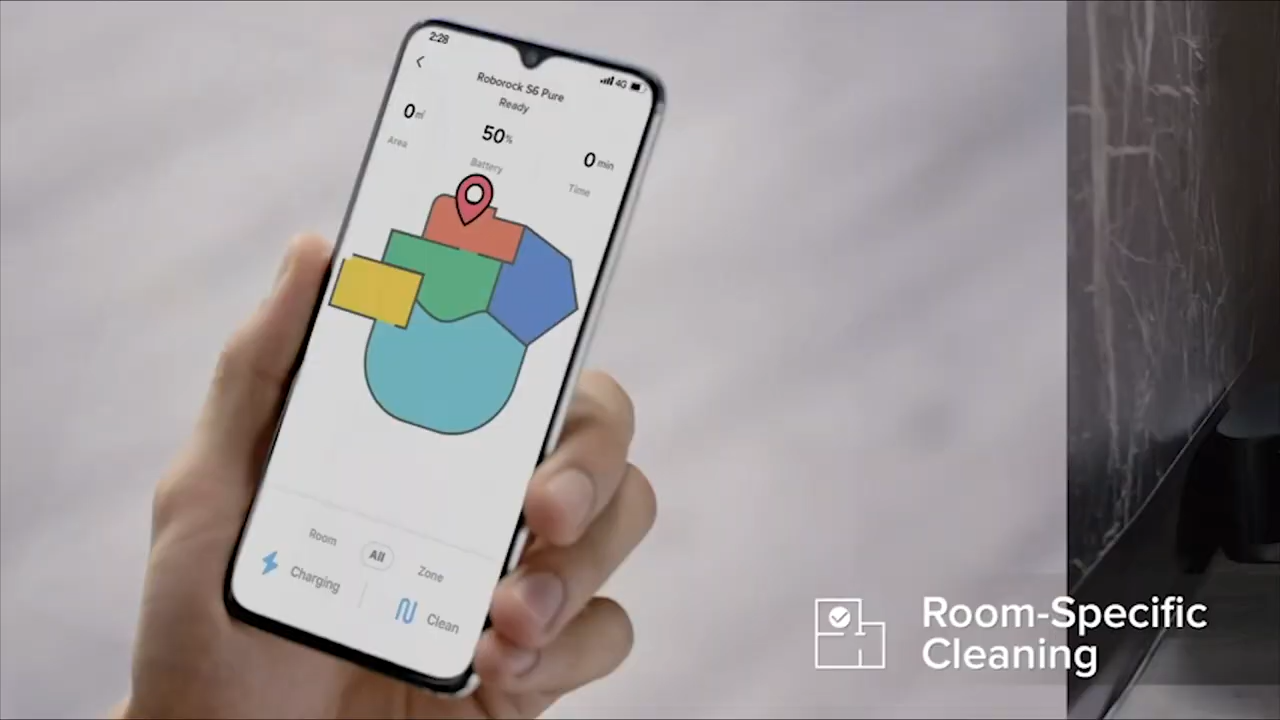 2:28
4G
Roborock S6 Pure
Ready
0㎡
Area
50%
Battery
0 min
Time
Room
All
Zone
Charging
Clean
Room-Specific
Cleaning